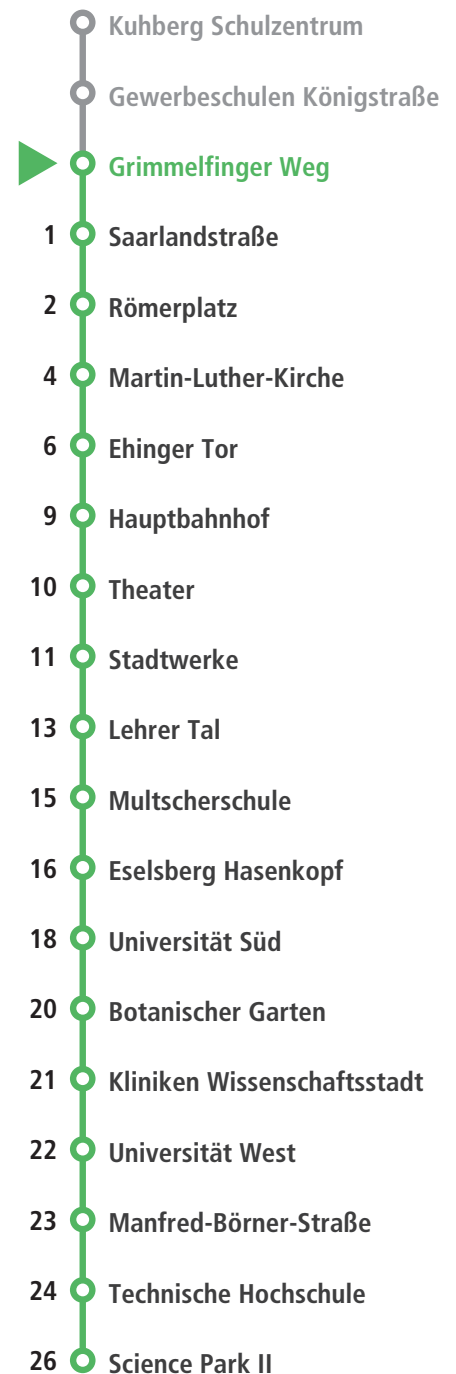 Kuhberg Schulzentrum
Gewerbeschulen Königstraße
Grimmelfinger Weg
1 Saarlandstraße
2 Römerplatz
4 Martin-Luther-Kirche
6 Ehinger Tor
9 Hauptbahnhof
10 Theater
11 Stadtwerke
13 Lehrer Tal
15 Multscherschule
16 Eselsberg Hasenkopf
18 Universität Süd
20 Botanischer Garten
21 Kliniken Wissenschaftsstadt
22 Universität West
23 Manfred-Börner-Straße
24 Technische Hochschule
26 Science Park II